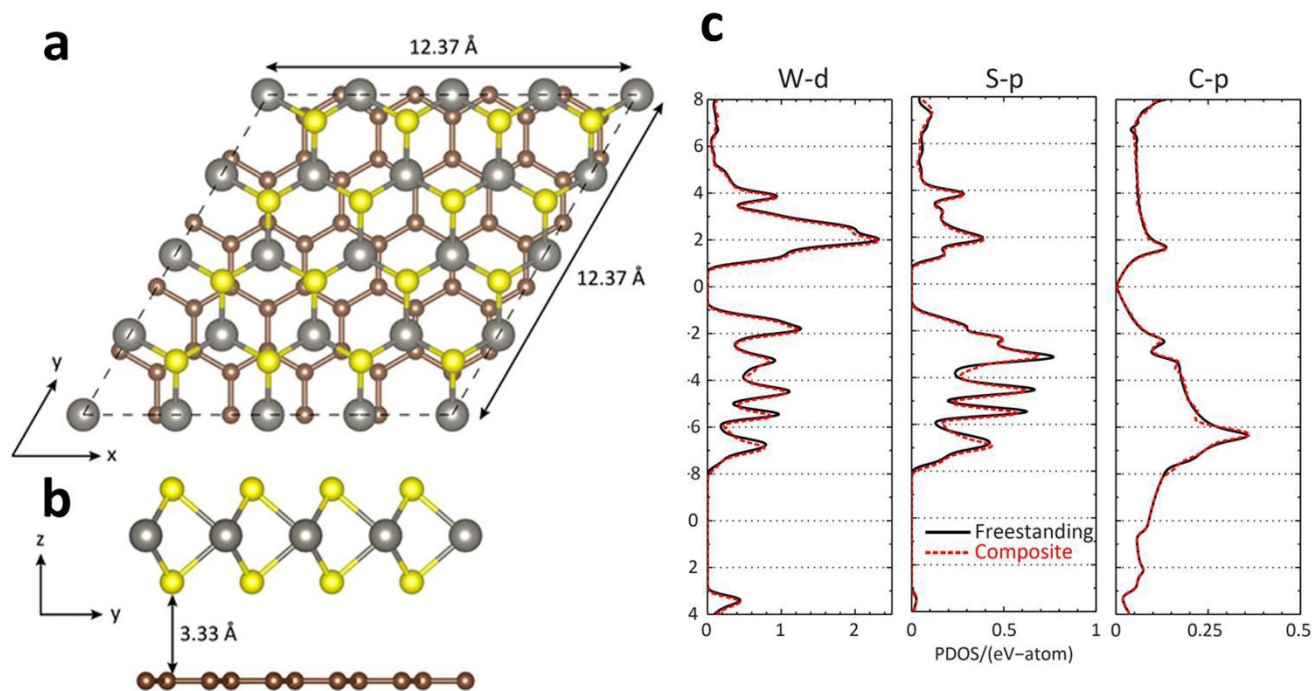 a
12.37 Å
12.37 Å
y
x
b
z
y
3.33 Å
c
W-d
S-p
C-p
8
6
4
2
0
-2
-4
-6
-8
0
2
4
Freestanding
Composite
0
1
2
0
0.5
1
0
0.25
0.5
PDOS/(eV−atom)